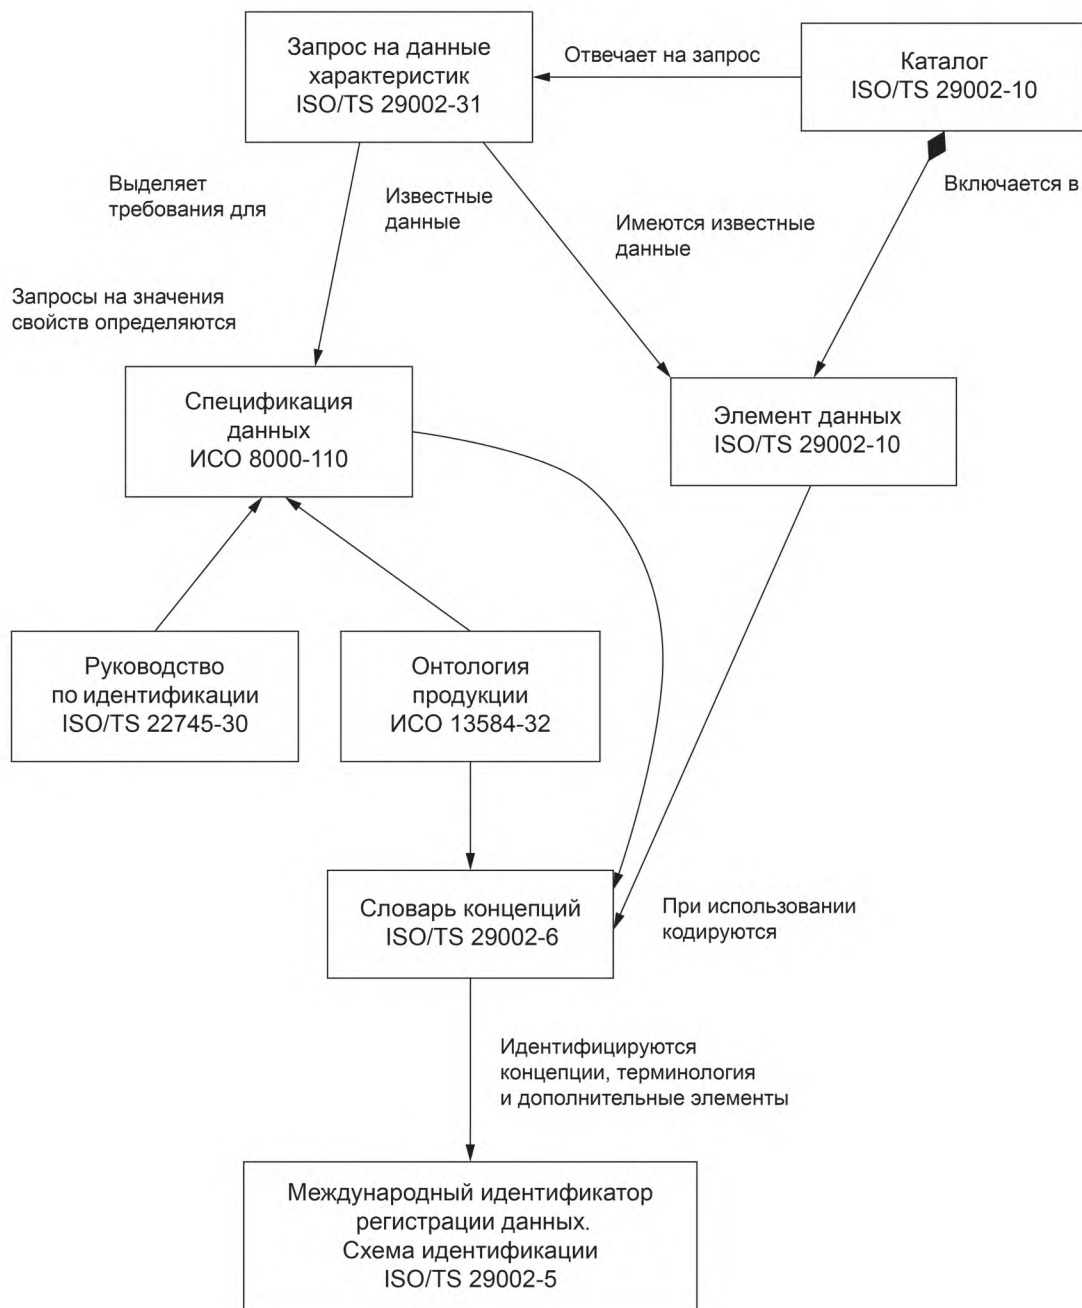 Запрос на данные
характеристик
ISO/TS 29002-31
Отвечает на запрос
Каталог
ISO/TS 29002-10
Выделяет
требования для
Известные
данные
Имеются известные
данные
Включается в
Запросы на значения
свойств определяются
Спецификация
данных
ИСО 8000-110
Элемент данных
ISO/TS 29002-10
Руководство
по идентификации
ISO/TS 22745-30
Онтология
продукции
ИСО 13584-32
Словарь концепций
ISO/TS 29002-6
При использовании
кодируются
Идентифицируются
концепции, терминология
и дополнительные элементы
Международный идентификатор
регистрации данных.
Схема идентификации
ISO/TS 29002-5